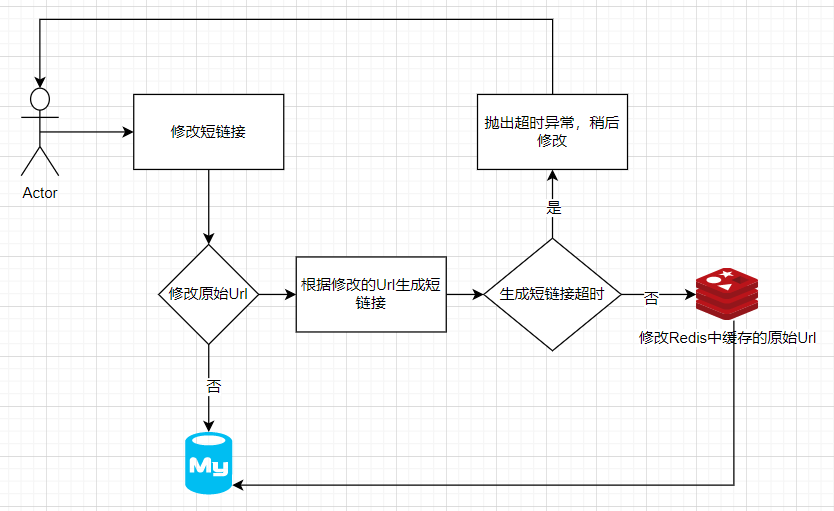 修改短链接
抛出超时异常，稍后
修改
Actor
是
修改原始Url
根据修改的Url生成短
链接
生成短链接超时
否
修改Redis中缓存的原始Url
否
My